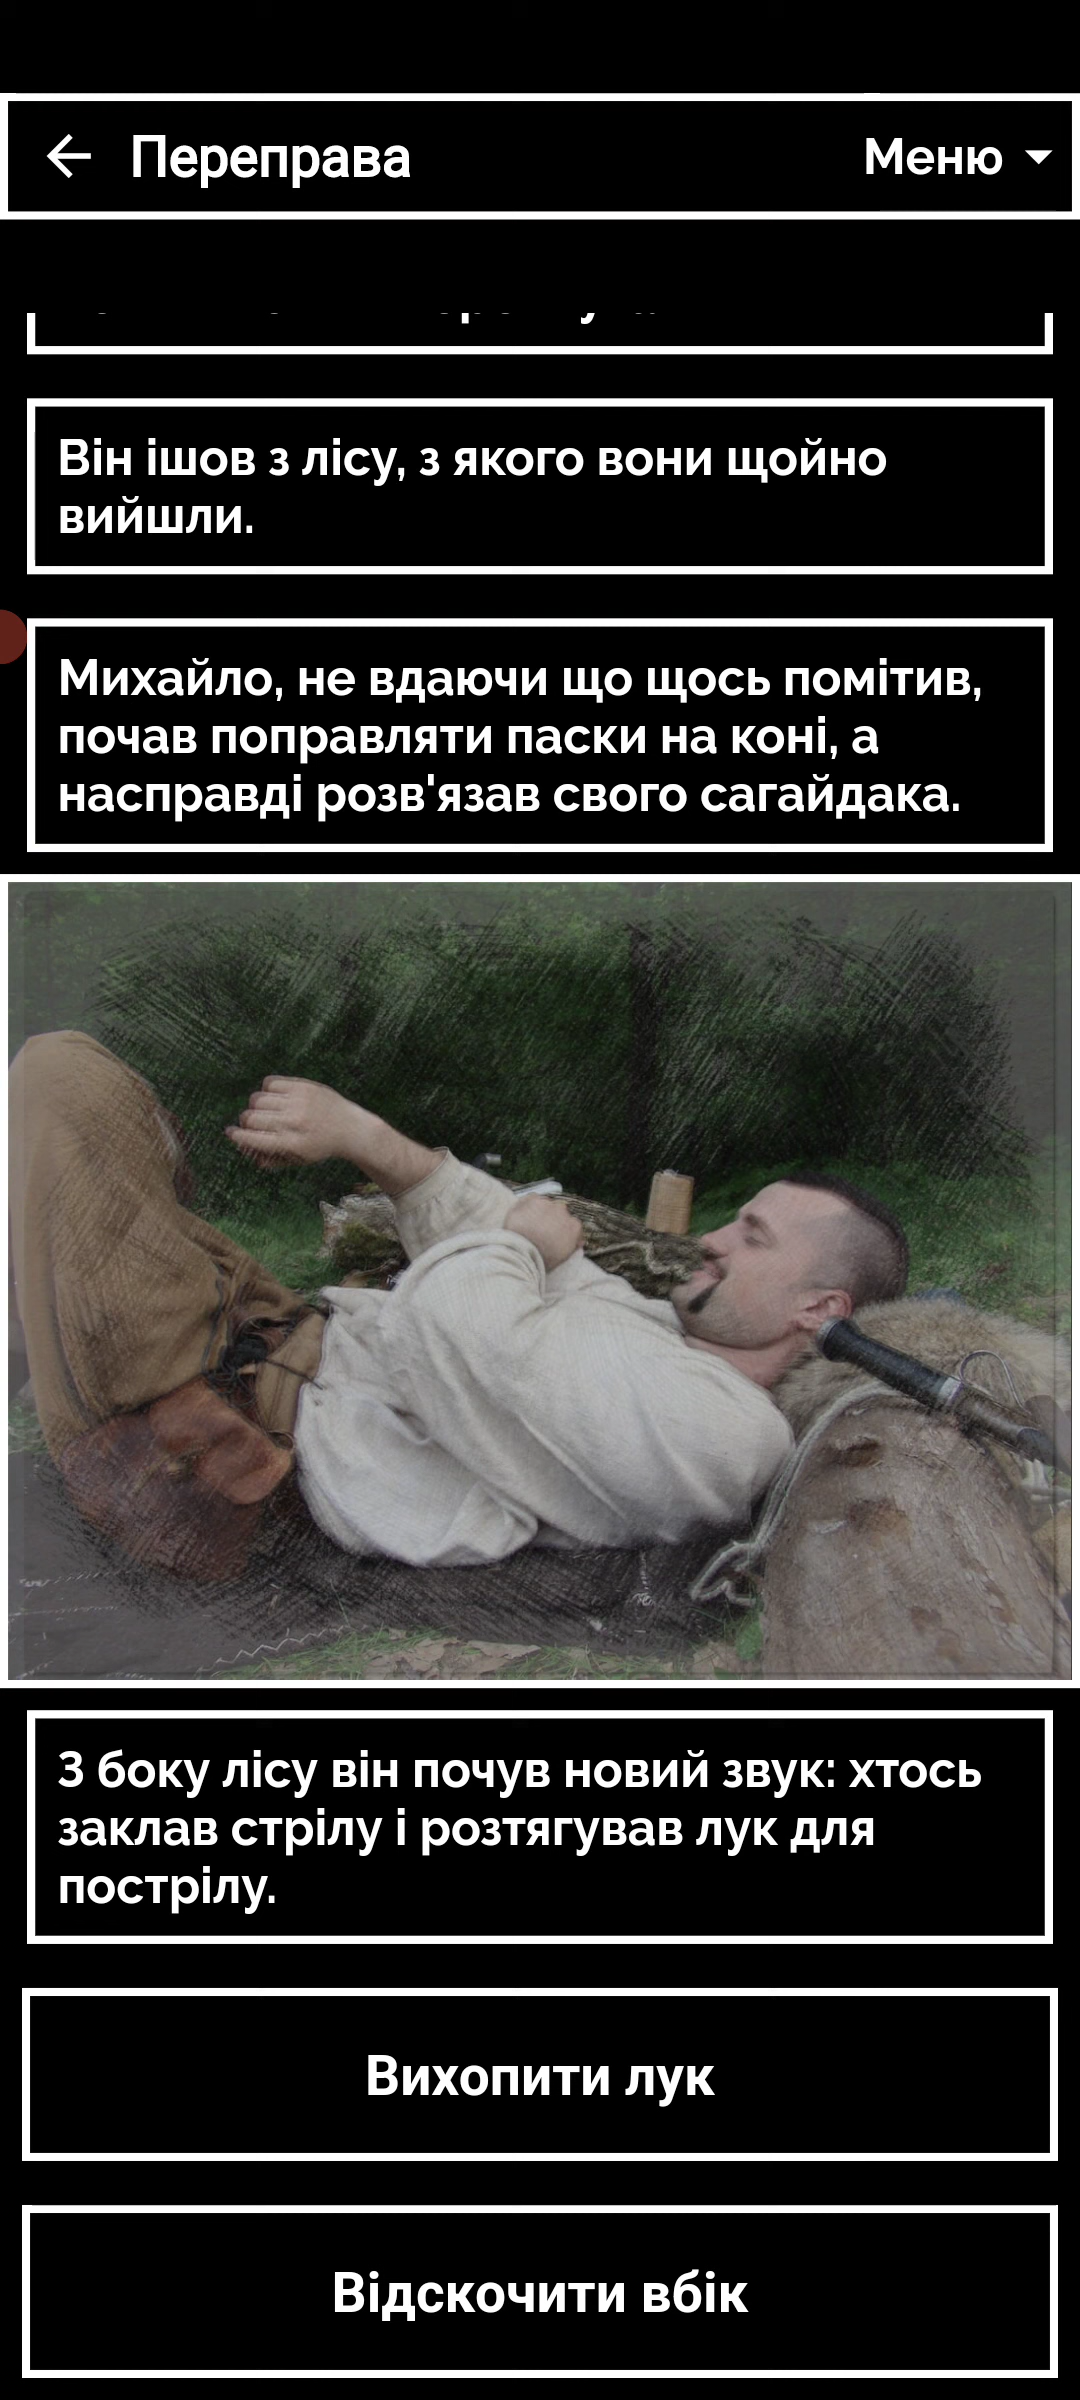 Переправа
Меню
Він ішов з лісу, з якого вони щойно
вийшли.
Михайло, не вдаючи що щось помітив,
почав поправляти паски на коні, а
насправді розв'язав свого сагайдака.
З боку лісу він почув новий звук: хтось
заклав стрілу і розтягував лук для
пострілу.
Вихопити лук
Відскочити вбік